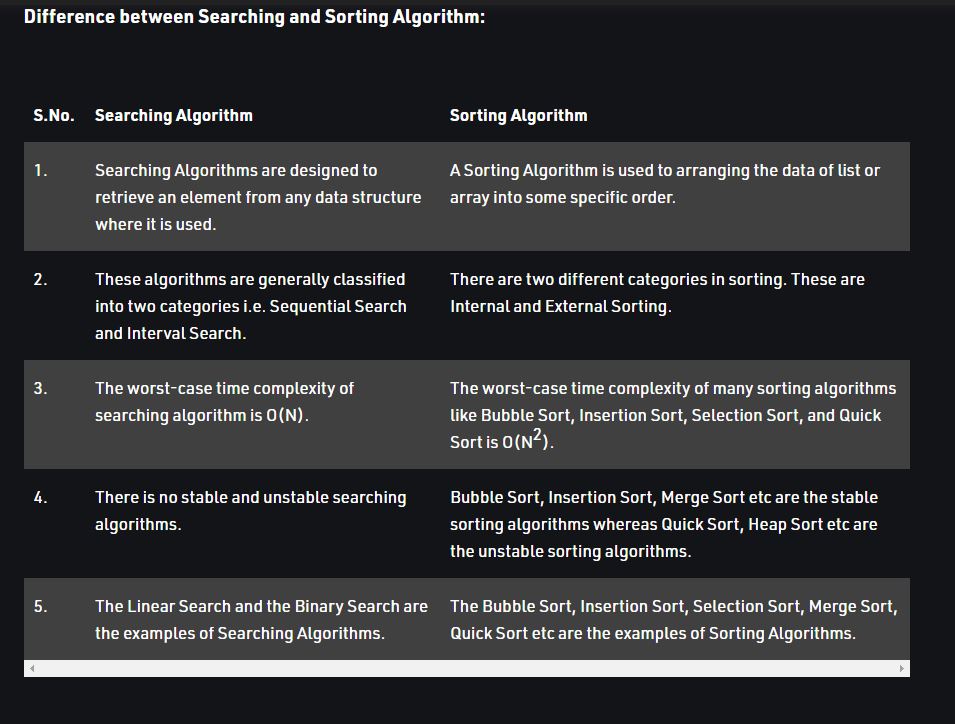 Difference between Searching and Sorting Algorithm:
S.No. Searching Algorithm Sorting Algorithm
1. Searching Algorithms are designed to
retrieve an element from any data structure
where it is used.
A Sorting Algorithm is used to arranging the data of list or
array into some specific order.
2. These algorithms are generally classified
into two categories i.e. Sequential Search
and Interval Search.
There are two different categories in sorting. These are
Internal and External Sorting.
3. The worst-case time complexity of
searching algorithm is O(N).
The worst-case time complexity of many sorting algorithms
like Bubble Sort, Insertion Sort, Selection Sort, and Quick
Sort is O(N²).
4. There is no stable and unstable searching
algorithms.
Bubble Sort, Insertion Sort, Merge Sort etc are the stable
sorting algorithms whereas Quick Sort, Heap Sort etc are
the unstable sorting algorithms.
5. The Linear Search and the Binary Search are
the examples of Searching Algorithms.
The Bubble Sort, Insertion Sort, Selection Sort, Merge Sort,
Quick Sort etc are the examples of Sorting Algorithms.